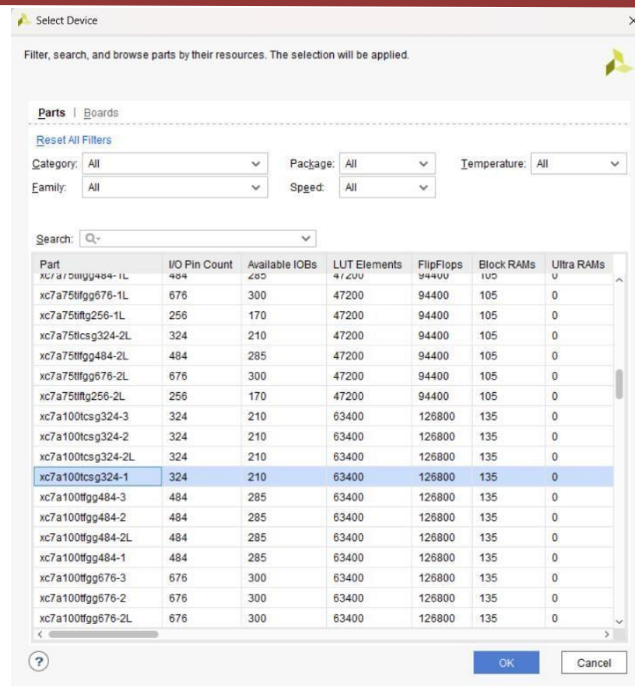 Select Device
Filter, search, and browse parts by their resources. The selection will be applied.
Parts | Boards
Reset All Filters
Category: All Package: All Temperature: All
Family: All Speed: All
Search:
Part I/O Pin Count Available IOBs LUT Elements FlipFlops Block RAMs Ultra RAMs
xc7a75tlfgg484-1L 484 285 47200 94400 105 0
xc7a75tlfgg676-1L 676 300 47200 94400 105 0
xc7a75tlftg256-1L 256 170 47200 94400 105 0
xc7a75tlcsg324-2L 324 210 47200 94400 105 0
xc7a75tlfgg484-2L 484 285 47200 94400 105 0
xc7a75tlfgg676-2L 676 300 47200 94400 105 0
xc7a75tlftg256-2L 256 170 47200 94400 105 0
xc7a100tcsg324-3 324 210 63400 126800 135 0
xc7a100tcsg324-2 324 210 63400 126800 135 0
xc7a100tcsg324-2L 324 210 63400 126800 135 0
xc7a100tcsg324-1 324 210 63400 126800 135 0
xc7a100tfgg484-3 484 285 63400 126800 135 0
xc7a100tfgg484-2 484 285 63400 126800 135 0
xc7a100tfgg484-2L 484 285 63400 126800 135 0
xc7a100tfgg484-1 484 285 63400 126800 135 0
xc7a100tfgg676-3 676 300 63400 126800 135 0
xc7a100tfgg676-2 676 300 63400 126800 135 0
xc7a100tfgg676-2L 676 300 63400 126800 135 0
? OK Cancel